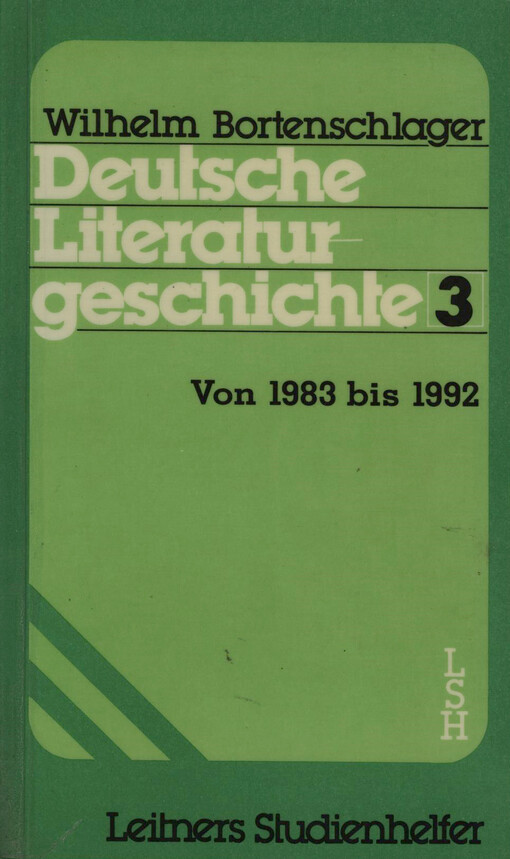 Wilhelm Bortenschlager
Deutsche
Literatur-
geschichte 3
Von 1983 bis 1992
L
S
H
Leitners Studienhelfer